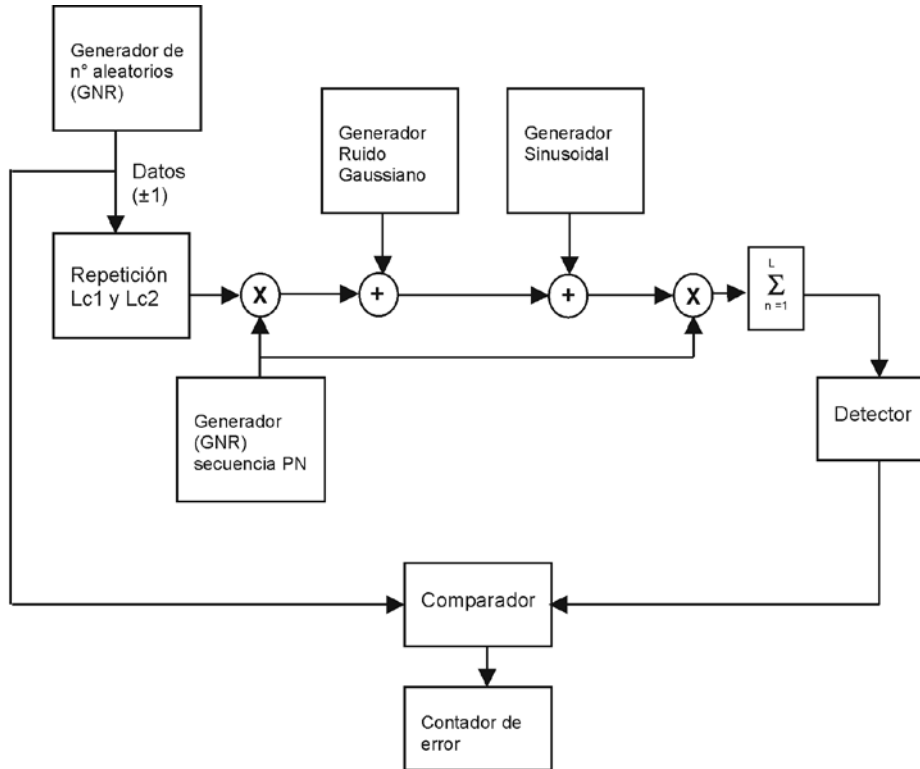 Generador de
n° aleatorios
(GNR)
Datos
(±1)
Generador
Ruido
Gaussiano
Generador
Sinusoidal
Repetición
Lc1 y Lc2
X
+
+
X
L
Σ
n =1
Generador
(GNR)
secuencia PN
Detector
Comparador
Contador de
error